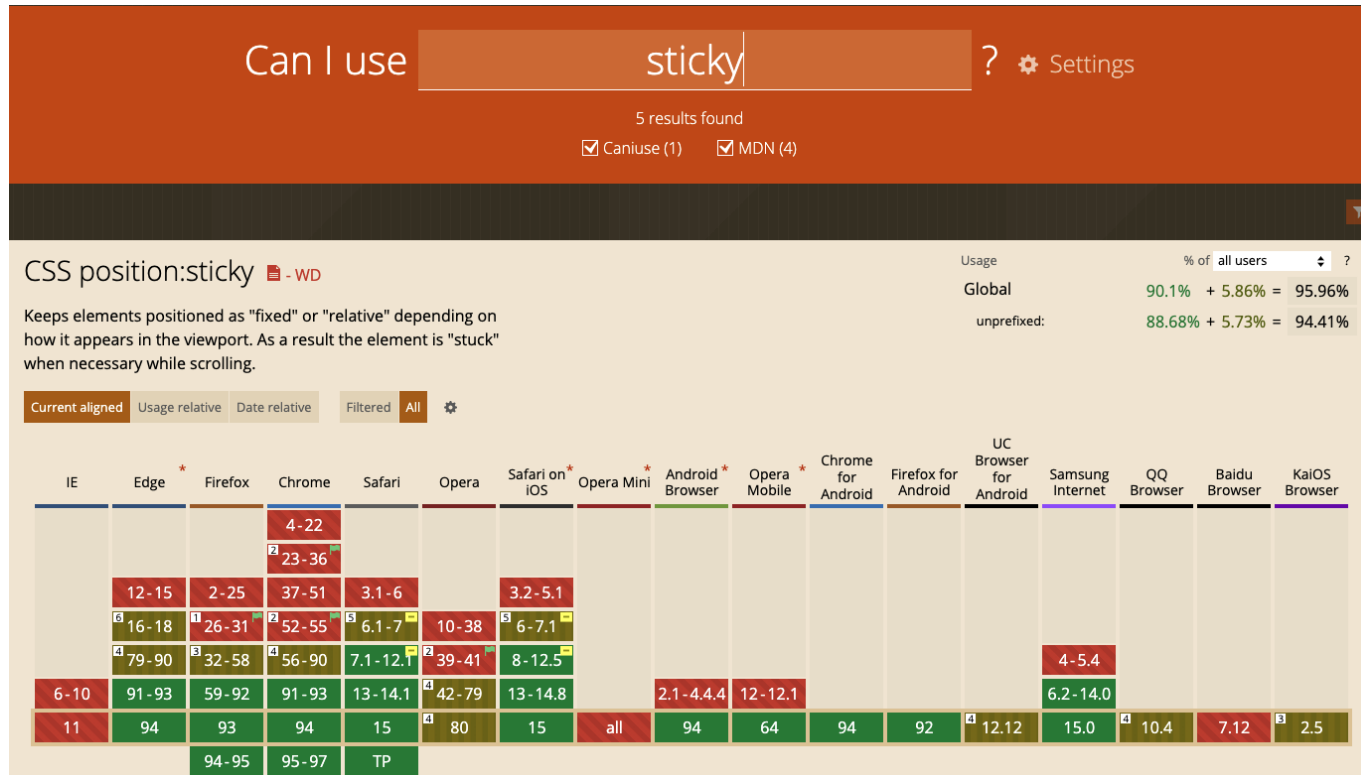 Can I use sticky ? Settings
5 results found
Caniuse (1) MDN (4)
CSS position:sticky - WD
Usage % of all users ?
Global 90.1% + 5.86% = 95.96%
unprefixed: 88.68% + 5.73% = 94.41%
Keeps elements positioned as "fixed" or "relative" depending on
how it appears in the viewport. As a result the element is "stuck"
when necessary while scrolling.
Current aligned Usage relative Date relative Filtered All
IE Edge * Firefox Chrome Safari Opera Safari on iOS * Opera Mini * Android Browser * Opera Mobile * Chrome for Android Firefox for Android UC Browser for Android Samsung Internet QQ Browser Baidu Browser KaiOS Browser
4-22
2 23-36
12-15 2-25 37-51 3.1-6 3.2-5.1
6 16-18 1 26-31 2 52-55 5 6.1-7 10-38 5 6-7.1
4 79-90 3 32-58 4 56-90 7.1-12.1 2 39-41 8-12.5 4-5.4
6-10 91-93 59-92 91-93 13-14.1 4 42-79 13-14.8 2.1-4.4.4 12-12.1 6.2-14.0
11 94 93 94 15 4 80 15 all 94 64 94 92 4 12.12 15.0 4 10.4 7.12 3 2.5
94-95 95-97 TP